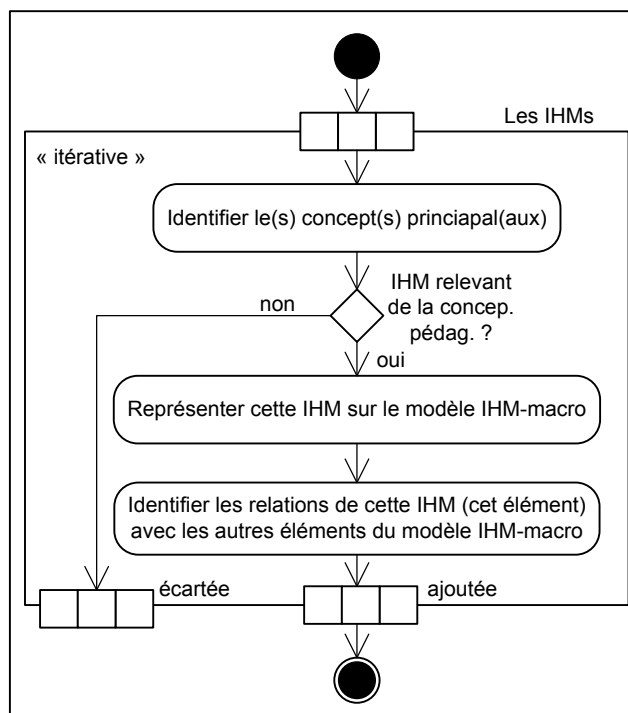 Les IHMs
« itérative »
Identifier le(s) concept(s) princiapal(aux)
IHM relevant
de la concep.
pédag. ?
non
oui
Représenter cette IHM sur le modèle IHM-macro
Identifier les relations de cette IHM (cet élément)
avec les autres éléments du modèle IHM-macro
écartée
ajoutée